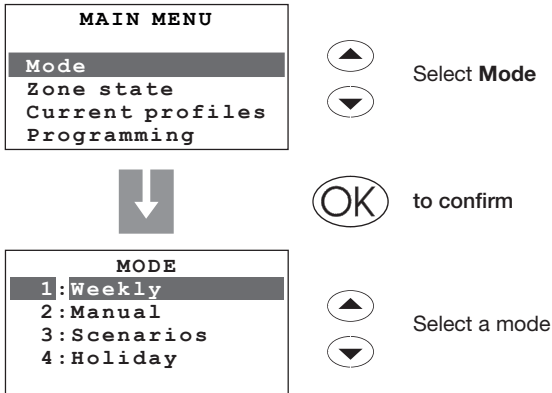 MAIN MENU
Mode
Select Mode
Zone state
Current profiles
Programming
OK
to confirm
MODE
1:Weekly
2:Manual
3:Scenarios
Select a mode
4:Holiday